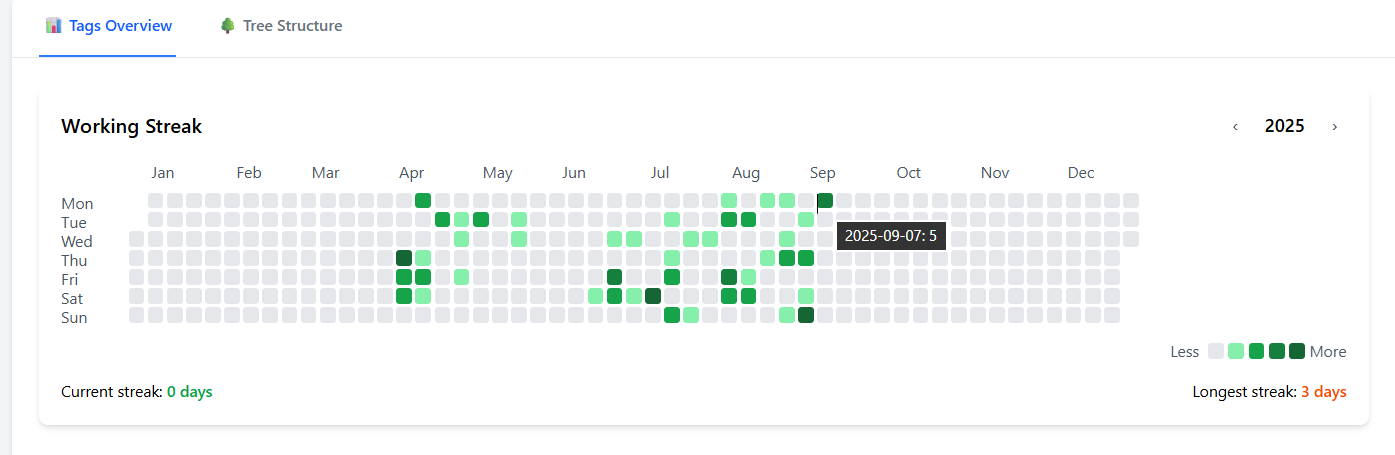 Tags Overview Tree Structure
Working Streak ‹ 2025 ›
Jan Feb Mar Apr May Jun Jul Aug Sep Oct Nov Dec
Mon
Tue
Wed
2025-09-07: 5
Thu
Fri
Sat
Sun
Less More
Current streak: 0 days Longest streak: 3 days